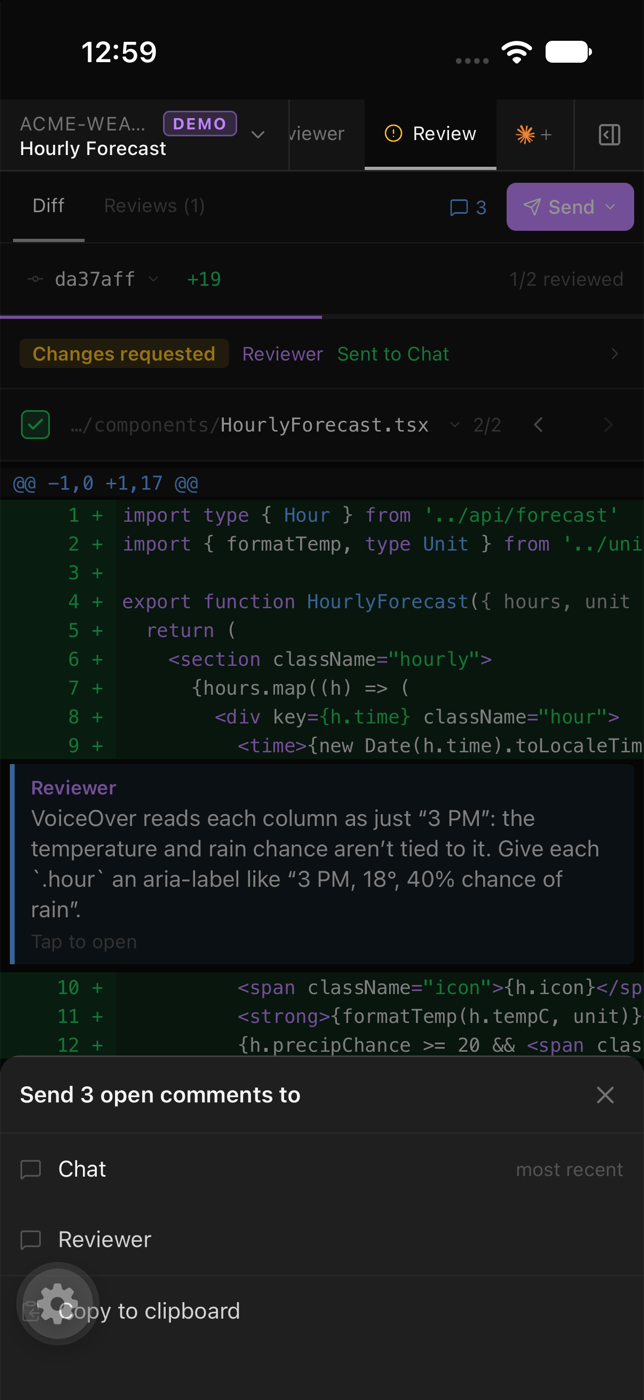 12:59
ACME-WEA… DEMO
Hourly Forecast
viewer
Review
+
Diff
Reviews (1)
3
Send
da37aff
+19
1/2 reviewed
Changes requested Reviewer Sent to Chat
…/components/HourlyForecast.tsx 2/2
@@ −1,0 +1,17 @@
1 + import type { Hour } from '../api/forecast'
2 + import { formatTemp, type Unit } from '../uni
3 +
4 + export function HourlyForecast({ hours, unit
5 + return (
6 + <section className="hourly">
7 + {hours.map((h) => (
8 + <div key={h.time} className="hour">
9 + <time>{new Date(h.time).toLocaleTim
Reviewer
VoiceOver reads each column as just “3 PM”: the
temperature and rain chance aren’t tied to it. Give each
`.hour` an aria-label like “3 PM, 18°, 40% chance of
rain”.
Tap to open
10 + <span className="icon">{h.icon}</sp
11 + <strong>{formatTemp(h.tempC, unit)}
12 + {h.precipChance >= 20 && <span clas
Send 3 open comments to
Chat
most recent
Reviewer
Copy to clipboard